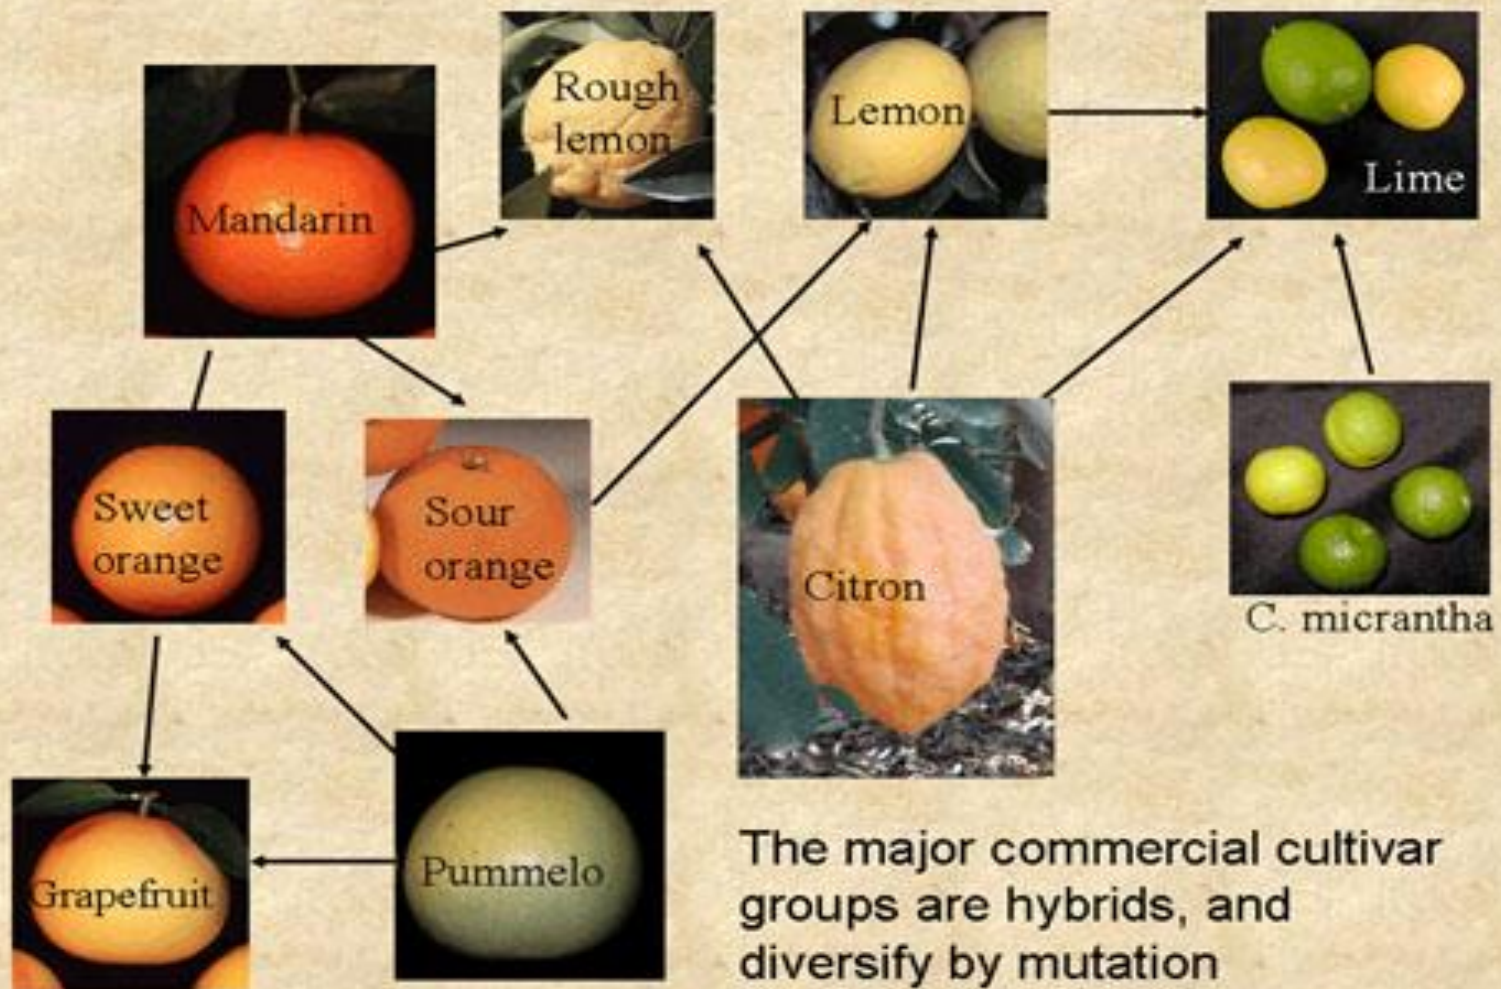 Rough
lemon
Lemon
Lime
Mandarin
Sweet
orange
Sour
orange
Citron
C. micrantha
Grapefruit
Pummelo
The major commercial cultivar
groups are hybrids, and
diversify by mutation